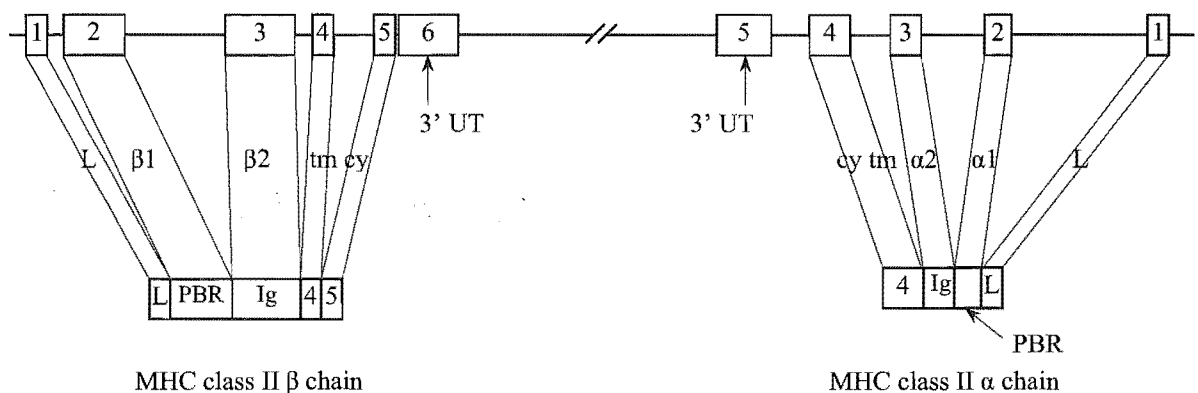 1 2 3 4 5 6 // 5 4 3 2 1
3’ UT 3’ UT
L β1 β2 tm cy cy tm α2 α1 L
L PBR Ig 4 5 4 Ig L
PBR
MHC class II β chain MHC class II α chain